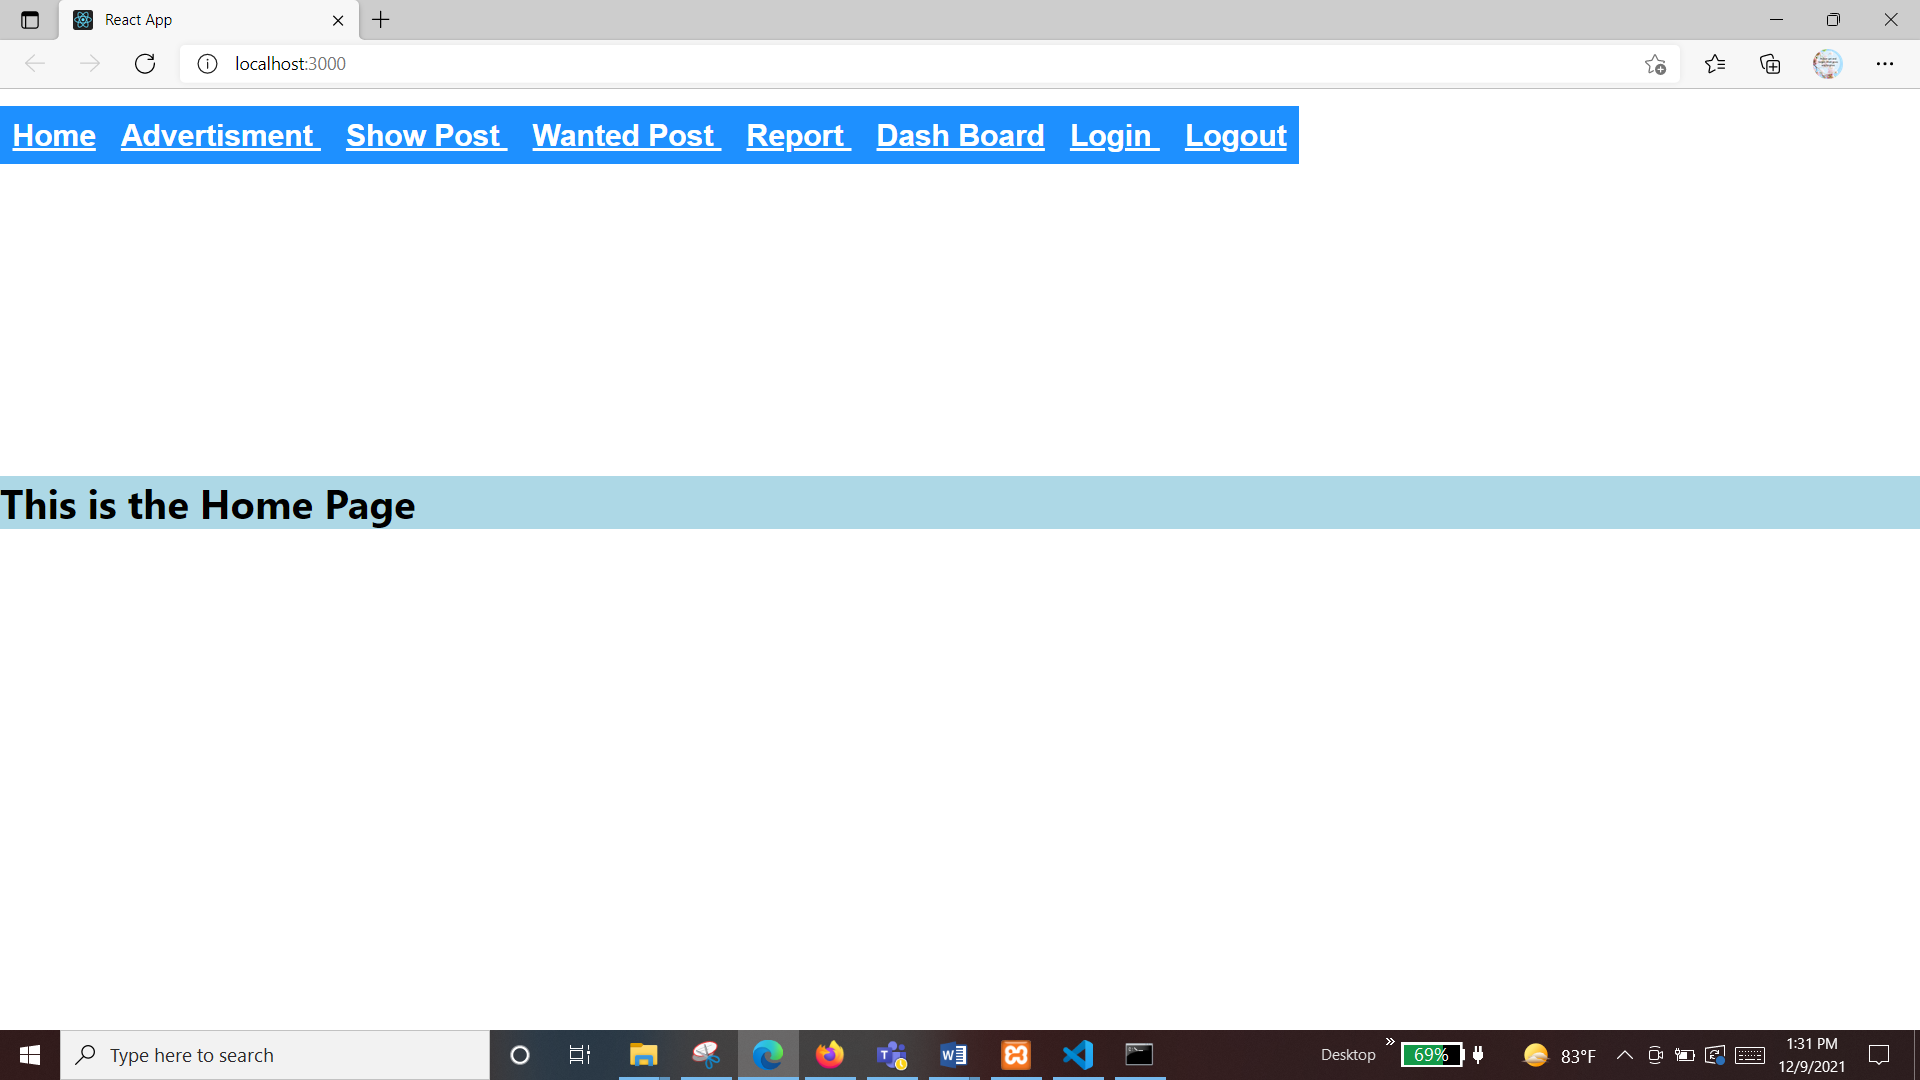 React App
localhost:3000
Home Advertisment Show Post Wanted Post Report Dash Board Login Logout
This is the Home Page
Type here to search
Desktop
69%
83°F
1:31 PM
12/9/2021